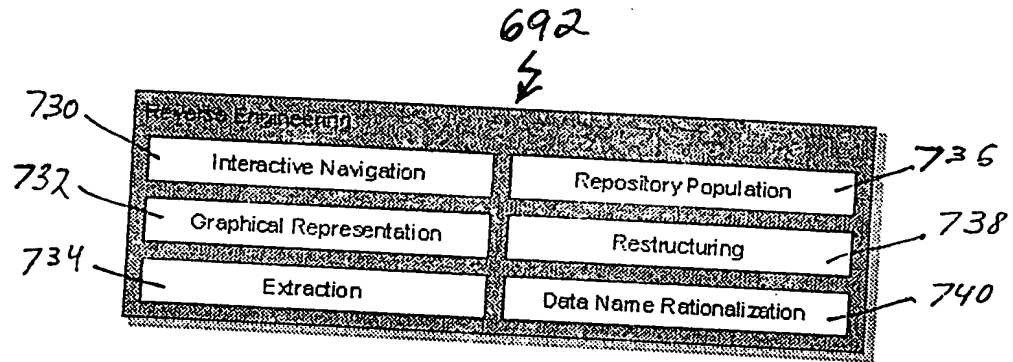 692
Reverse Engineering
730 Interactive Navigation
Repository Population 736
732 Graphical Representation
Restructuring 738
734 Extraction
Data Name Rationalization 740